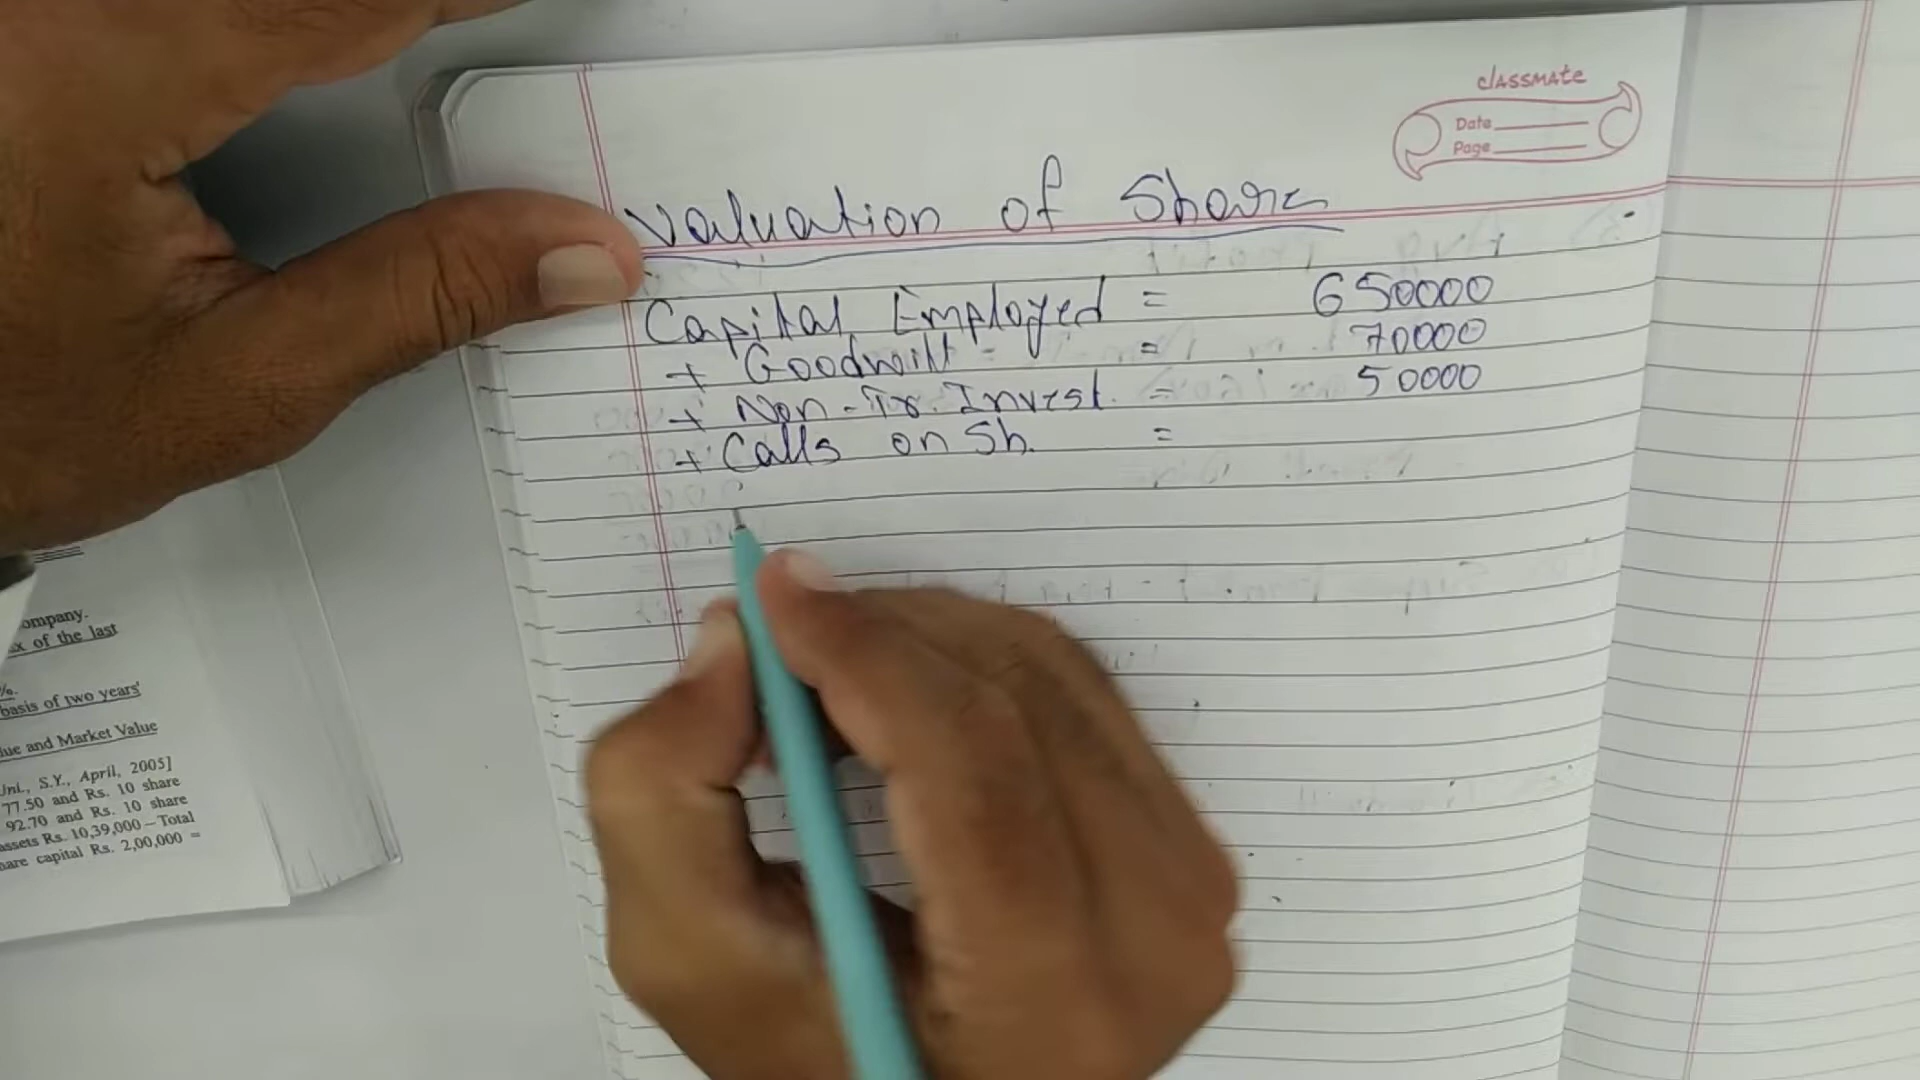 classmate
Date
Page
Valuation of Share
Capital Employed = 650000
+ Goodwill = 70000
+ Non-Tr. Invest. = 50000
+ Calls on Sh. =
ompany.
x of the last
%.
basis of two years'
lue and Market Value
Uni., S.Y., April, 2005]
77.50 and Rs. 10 share
92.70 and Rs. 10 share
assets Rs. 10,39,000 – Total
hare capital Rs. 2,00,000 =